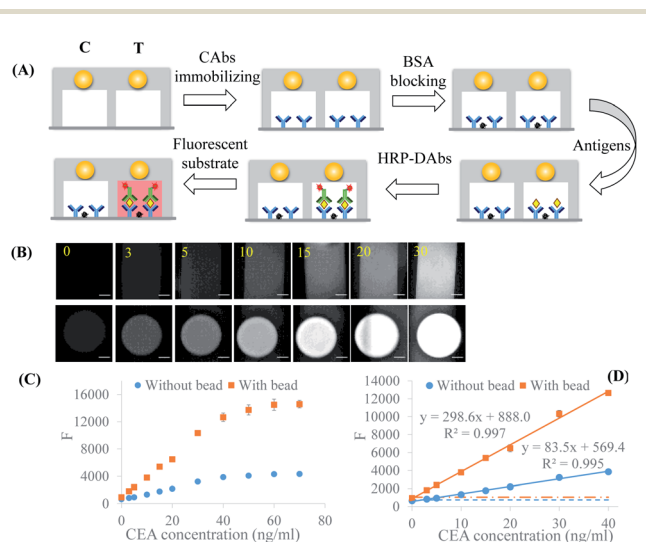 C T
(A)
CAbs
immobilizing
BSA
blocking
Antigens
Fluorescent
substrate
HRP-DAbs
(B)
0 3 5 10 15 20 30
(C)
Without bead With bead
16000
12000
8000
4000
0
F
0 20 40 60 80
CEA concentration (ng/ml)
(D)
Without bead With bead
14000
12000
10000
8000
6000
4000
2000
0
F
y = 298.6x + 888.0
R² = 0.997
y = 83.5x + 569.4
R² = 0.995
0 10 20 30 40
CEA concentration (ng/ml)